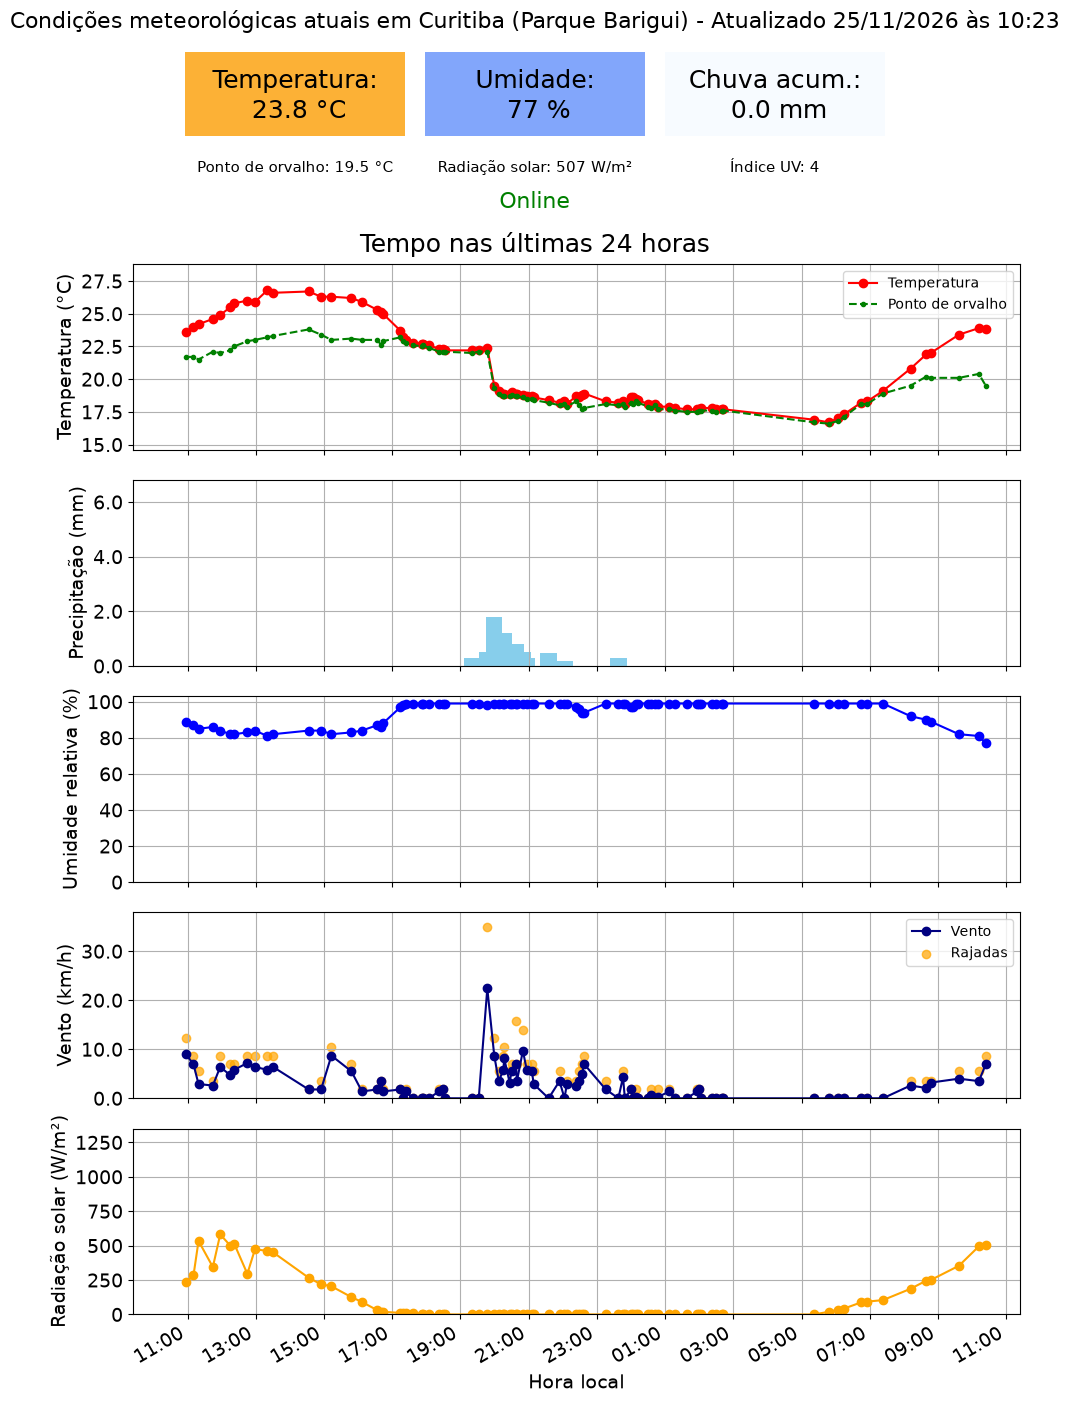 Condições meteorológicas atuais em Curitiba (Parque Barigui) - Atualizado 25/11/2026 às 10:23
Temperatura:
23.8 °C
Umidade:
77 %
Chuva acum.:
0.0 mm
Ponto de orvalho: 19.5 °C
Radiação solar: 507 W/m²
Índice UV: 4
Online
Tempo nas últimas 24 horas
Temperatura (°C)
27.5
25.0
22.5
20.0
17.5
15.0
Temperatura
Ponto de orvalho
Precipitação (mm)
6.0
4.0
2.0
0.0
Umidade relativa (%)
100
80
60
40
20
0
Vento (km/h)
30.0
20.0
10.0
0.0
Vento
Rajadas
Radiação solar (W/m²)
1250
1000
750
500
250
0
11:00
13:00
15:00
17:00
19:00
21:00
23:00
01:00
03:00
05:00
07:00
09:00
11:00
Hora local